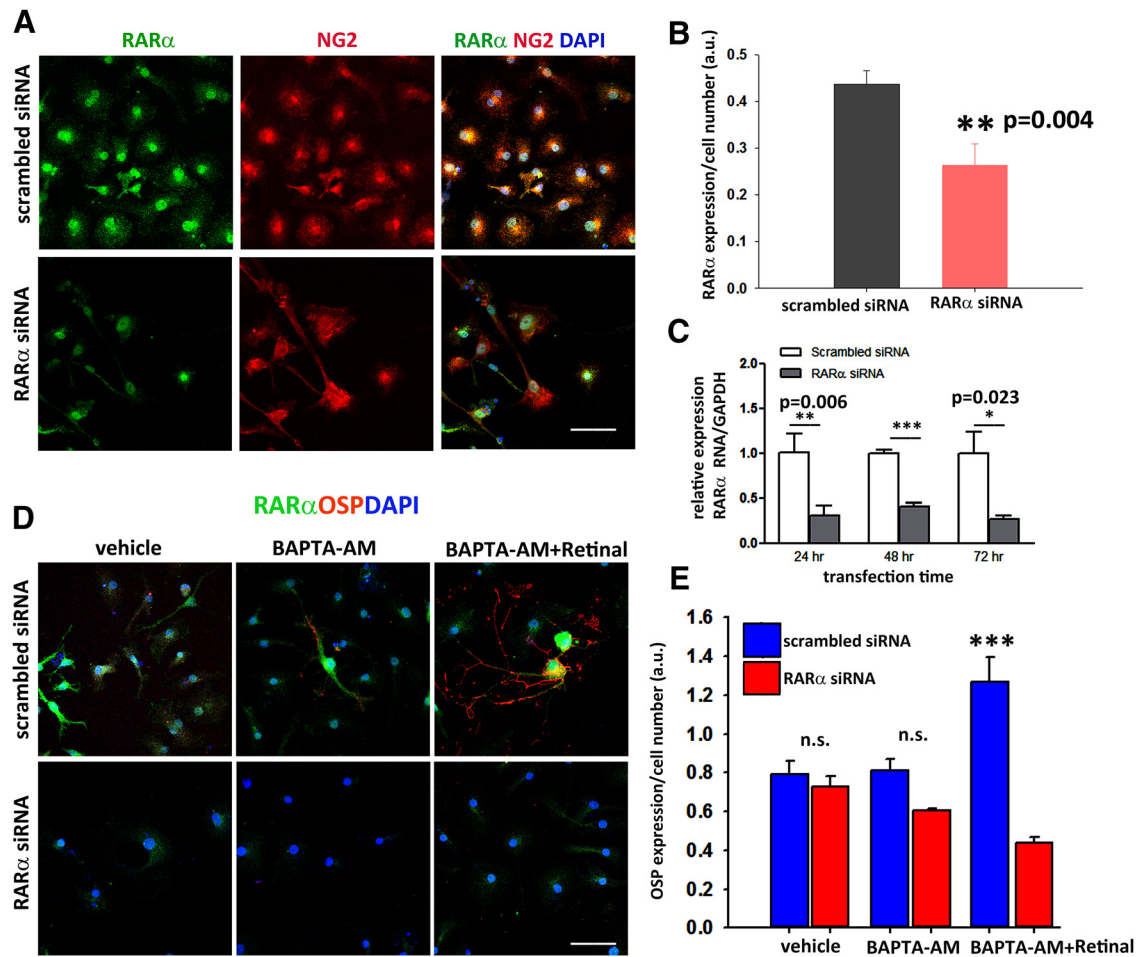 A
RARα
NG2
RARα NG2 DAPI
scrambled siRNA
RARα siRNA
B
RARα expression/cell number (a.u.)
0.5
0.4
0.3
0.2
0.1
0.0
** p=0.004
scrambled siRNA
RARα siRNA
C
Scrambled siRNA
RARα siRNA
relative expression
RARα RNA/GAPDH
2.0
1.5
1.0
0.5
0.0
p=0.006
**
***
p=0.023
*
24 hr
48 hr
72 hr
transfection time
D
RARαOSPDAPI
vehicle
BAPTA-AM
BAPTA-AM+Retinal
scrambled siRNA
RARα siRNA
E
OSP expression/cell number (a.u.)
1.6
1.4
1.2
1.0
0.8
0.6
0.4
0.2
0.0
scrambled siRNA
RARα siRNA
n.s.
n.s.
***
vehicle
BAPTA-AM
BAPTA-AM+Retinal